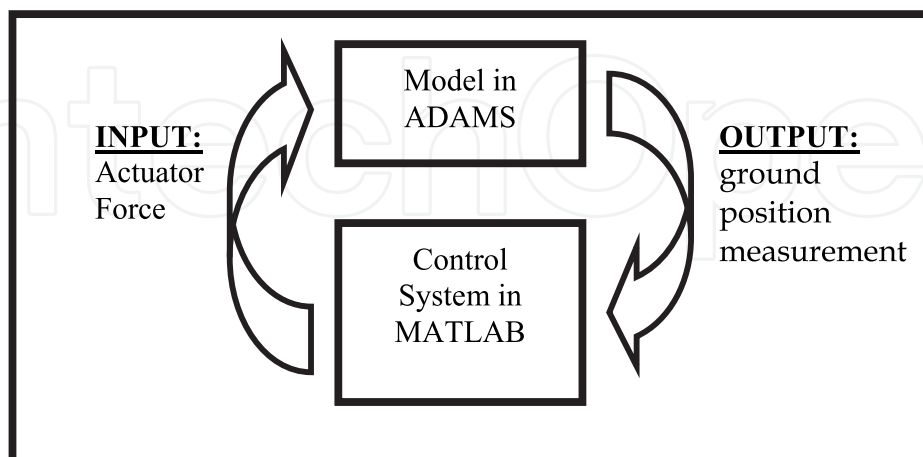 INPUT:
Actuator
Force
Model in
ADAMS
Control
System in
MATLAB
OUTPUT:
ground
position
measurement